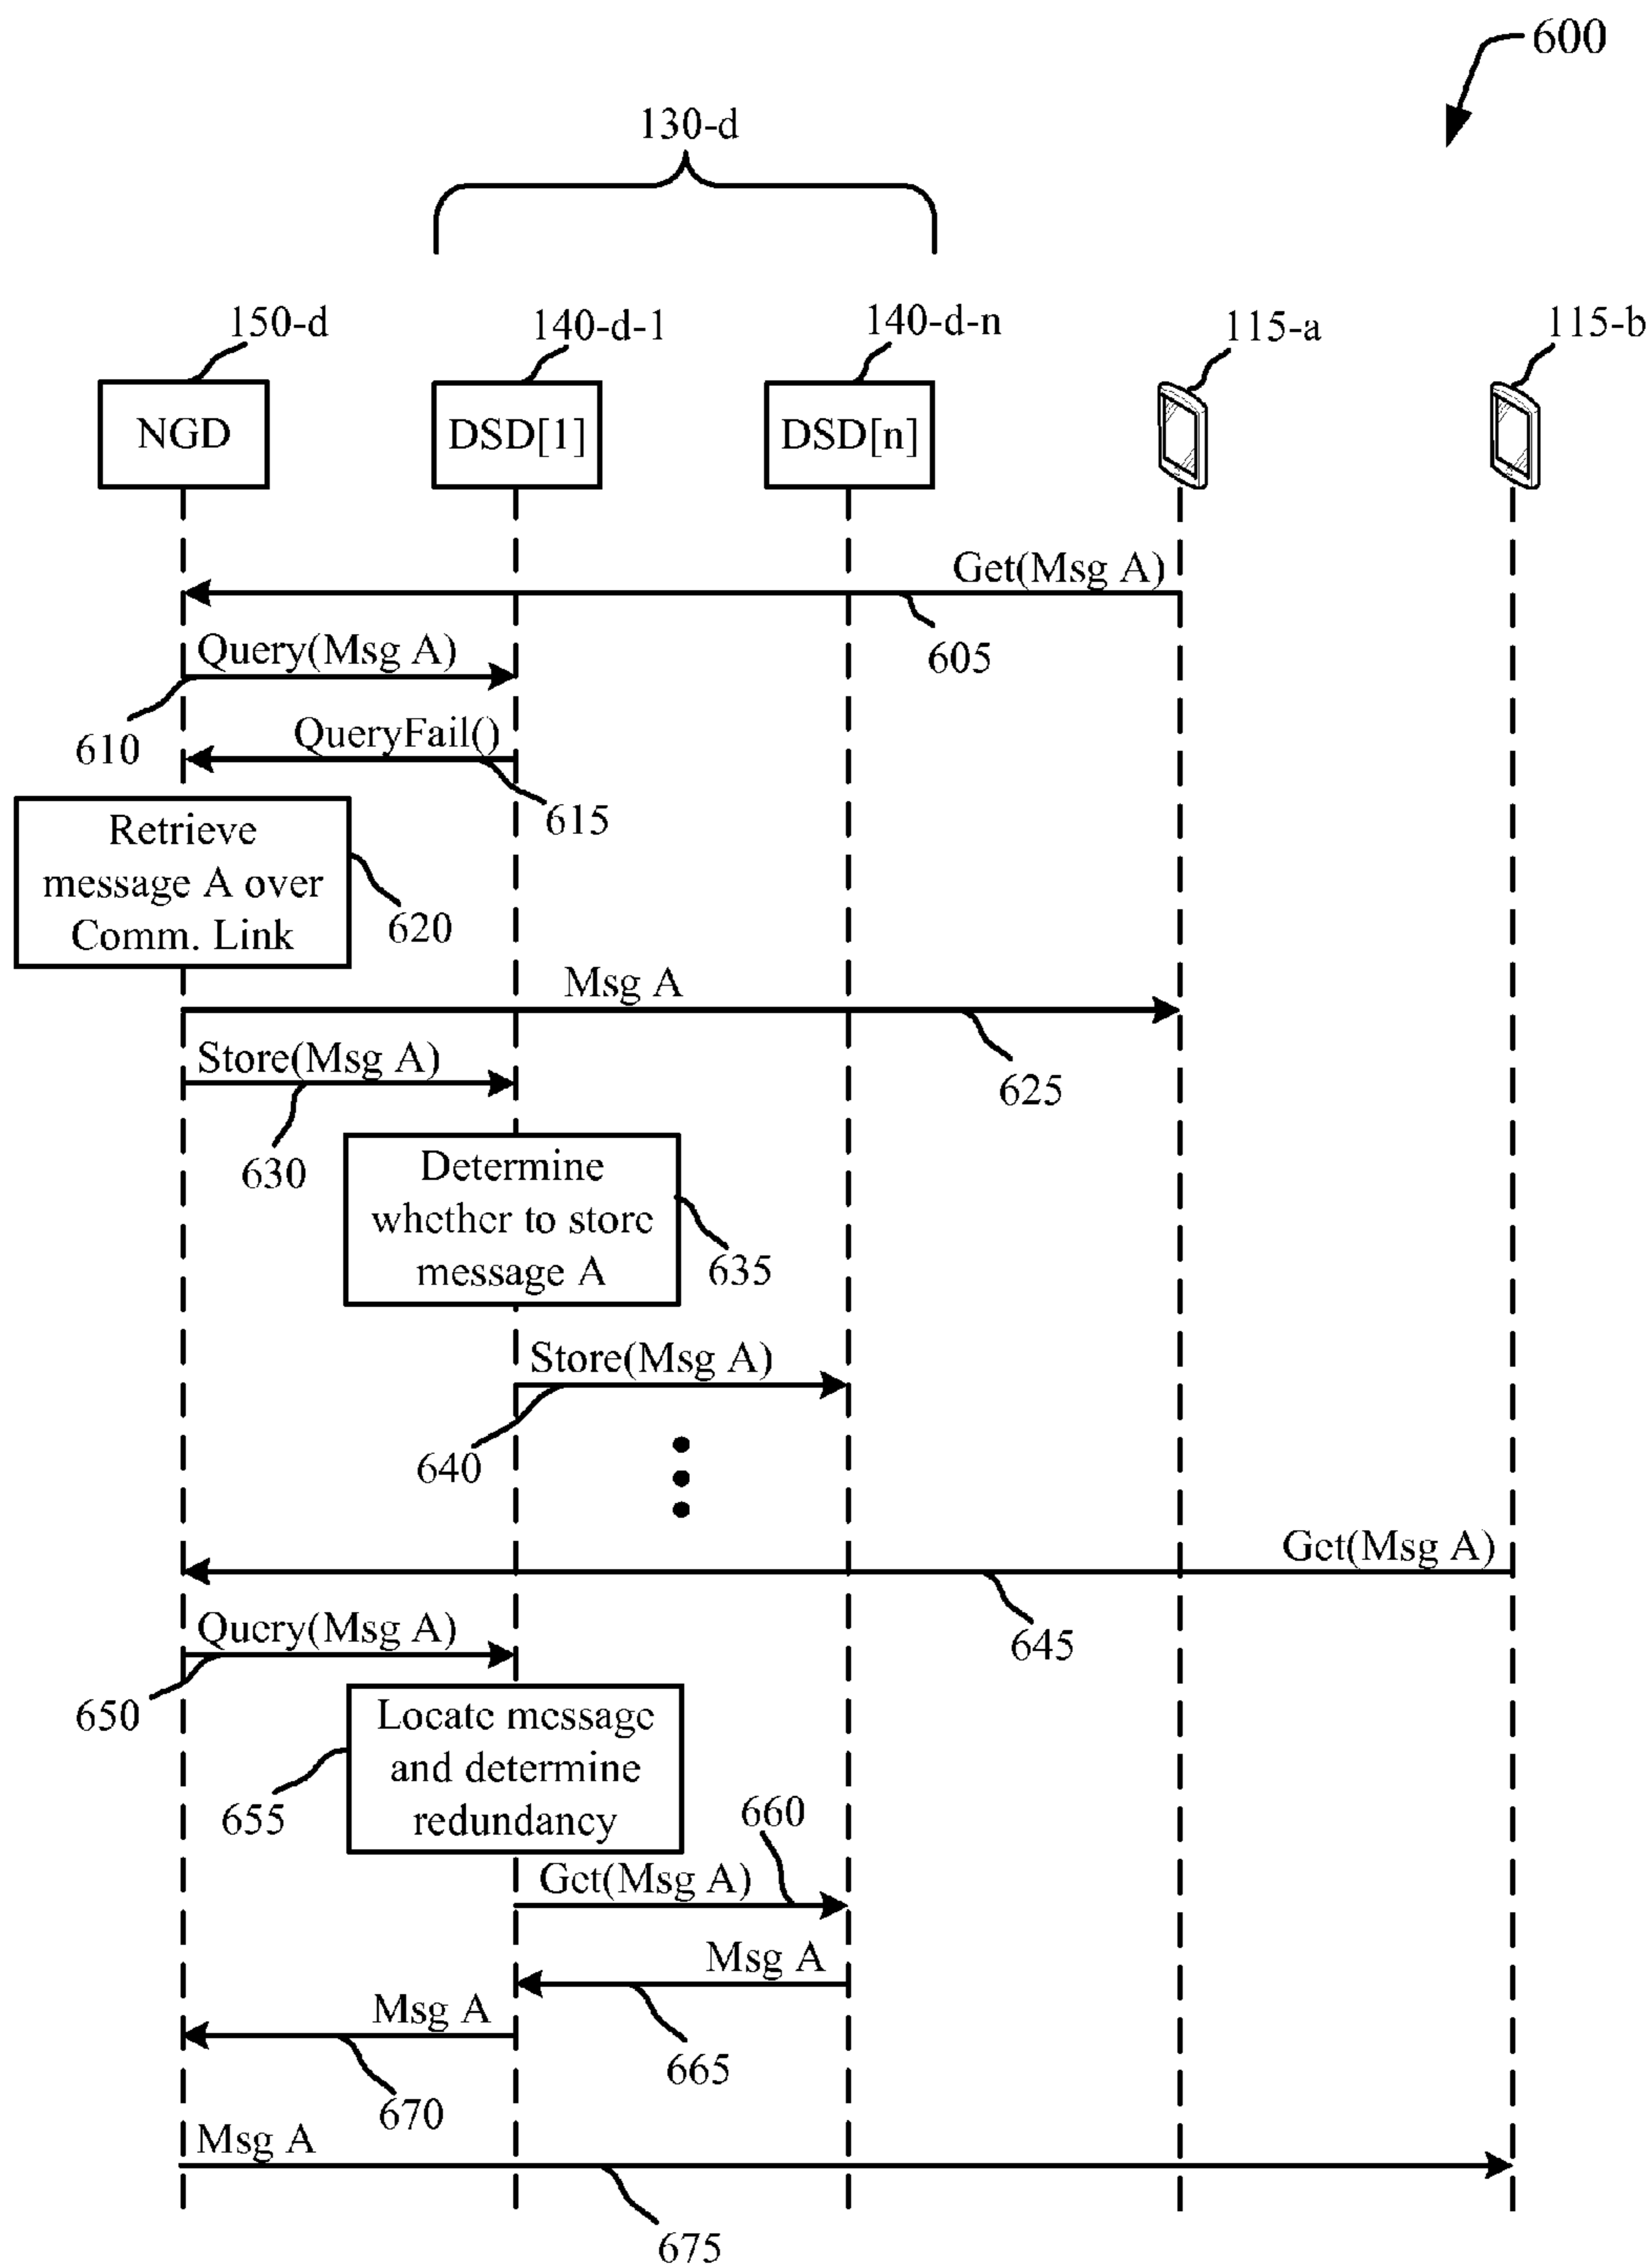 600
130-d
150-d
140-d-1
140-d-n
115-a
115-b
NGD
DSD[1]
DSD[n]
Get(Msg A)
605
Query(Msg A)
610
QueryFail()
615
Retrieve
message A over
Comm. Link
620
Msg A
625
Store(Msg A)
630
Determine
whether to store
message A
635
Store(Msg A)
640
Get(Msg A)
645
Query(Msg A)
650
Locate message
and determine
redundancy
655
660
Get(Msg A)
Msg A
665
Msg A
670
Msg A
675